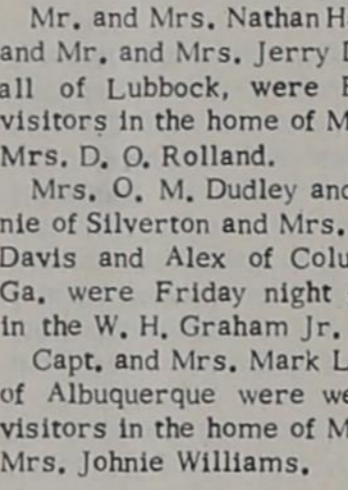 Mr. and Mrs. Nathan
and Mr. and Mrs. Jerry
all of Lubbock, were
visitors in the home of
Mrs. D. O. Rolland.
Mrs. O. M. Dudley and
nie of Silverton and Mrs.
Davis and Alex of Colu
Ga. were Friday night
in the W. H. Graham Jr.
Capt. and Mrs. Mark L
of Albuquerque were we
visitors in the home of M
Mrs. Johnie Williams.